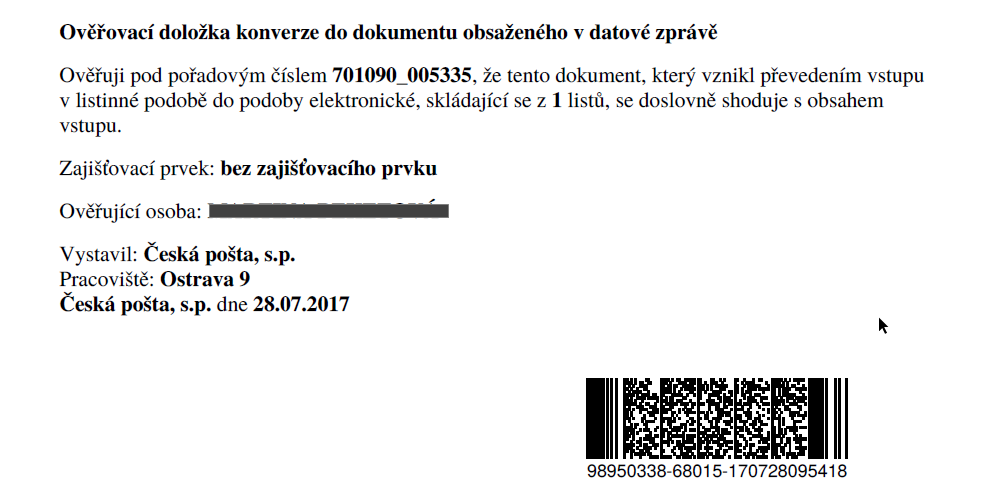 Ověřovací doložka konverze do dokumentu obsaženého v datové zprávě
Ověřuji pod pořadovým číslem 701090_005335, že tento dokument, který vznikl převedením vstupu
v listinné podobě do podoby elektronické, skládající se z 1 listů, se doslovně shoduje s obsahem
vstupu.
Zajišťovací prvek: bez zajišťovacího prvku
Ověřující osoba:
Vystavil: Česká pošta, s.p.
Pracoviště: Ostrava 9
Česká pošta, s.p. dne 28.07.2017
98950338-68015-170728095418